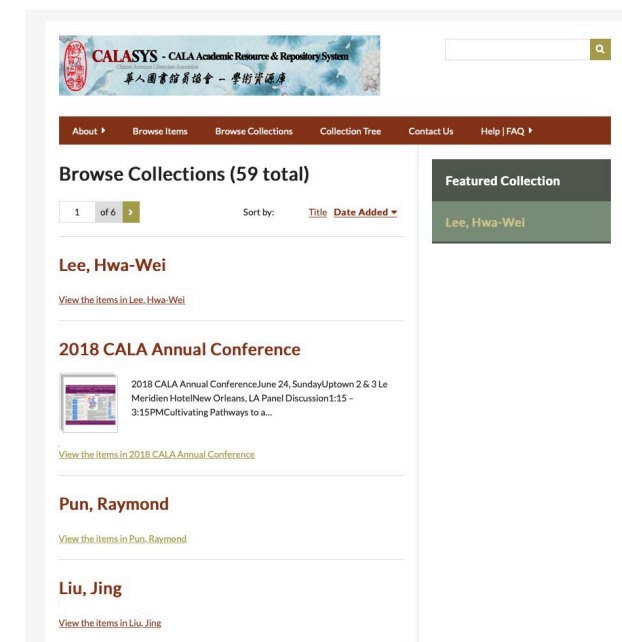 CALASYS - CALA Academic Resource & Repository System
Chinese American Librarians Association
華人圖書館員協會 - 學術資源庫
About
Browse Items
Browse Collections
Collection Tree
Contact Us
Help | FAQ
Browse Collections (59 total)
1 of 6
Sort by: Title Date Added
Featured Collection
Lee, Hwa-Wei
Lee, Hwa-Wei
View the items in Lee, Hwa-Wei
2018 CALA Annual Conference
2018 CALA Annual ConferenceJune 24, SundayUptown 2 & 3 Le
Meridien HotelNew Orleans, LA Panel Discussion1:15 –
3:15PMCultivating Pathways to a...
View the items in 2018 CALA Annual Conference
Pun, Raymond
View the items in Pun, Raymond
Liu, Jing
View the items in Liu, Jing